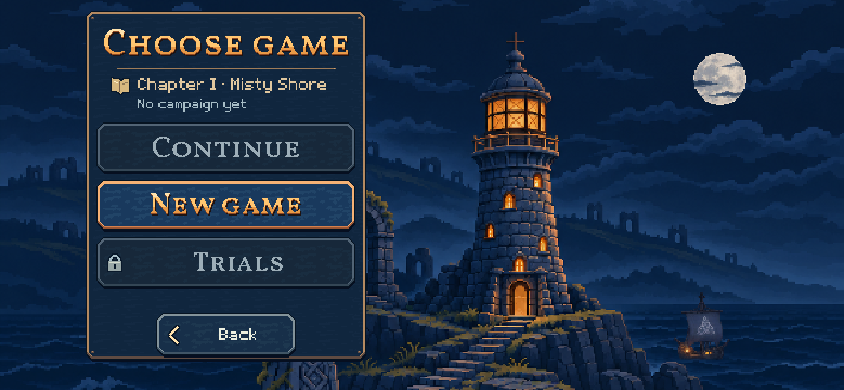 Choose game
Chapter I · Misty Shore
No campaign yet
Continue
New game
Trials
Back